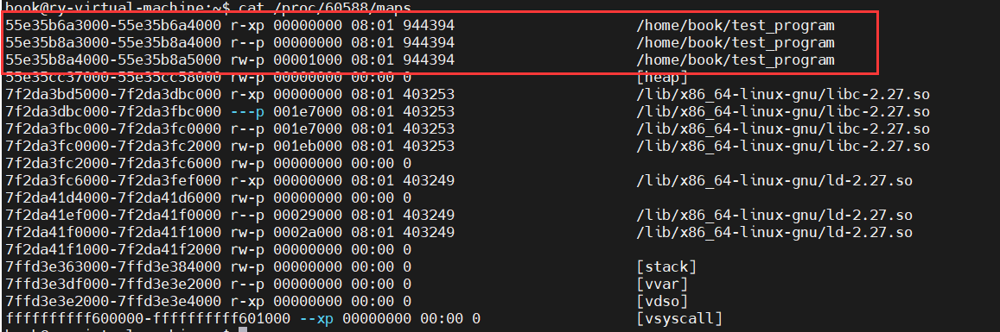 book@ry-virtual-machine:~$ cat /proc/60588/maps
55e35b6a3000-55e35b6a4000 r-xp 00000000 08:01 944394 /home/book/test_program
55e35b8a3000-55e35b8a4000 r--p 00000000 08:01 944394 /home/book/test_program
55e35b8a4000-55e35b8a5000 rw-p 00001000 08:01 944394 /home/book/test_program
55e35cc37000-55e35cc58000 rw-p 00000000 00:00 0 [heap]
7f2da3bd5000-7f2da3dbc000 r-xp 00000000 08:01 403253 /lib/x86_64-linux-gnu/libc-2.27.so
7f2da3dbc000-7f2da3fbc000 ---p 001e7000 08:01 403253 /lib/x86_64-linux-gnu/libc-2.27.so
7f2da3fbc000-7f2da3fc0000 r--p 001e7000 08:01 403253 /lib/x86_64-linux-gnu/libc-2.27.so
7f2da3fc0000-7f2da3fc2000 rw-p 001eb000 08:01 403253 /lib/x86_64-linux-gnu/libc-2.27.so
7f2da3fc2000-7f2da3fc6000 rw-p 00000000 00:00 0
7f2da3fc6000-7f2da3fef000 r-xp 00000000 08:01 403249 /lib/x86_64-linux-gnu/ld-2.27.so
7f2da41d4000-7f2da41d6000 rw-p 00000000 00:00 0
7f2da41ef000-7f2da41f0000 r--p 00029000 08:01 403249 /lib/x86_64-linux-gnu/ld-2.27.so
7f2da41f0000-7f2da41f1000 rw-p 0002a000 08:01 403249 /lib/x86_64-linux-gnu/ld-2.27.so
7f2da41f1000-7f2da41f2000 rw-p 00000000 00:00 0
7ffd3e363000-7ffd3e384000 rw-p 00000000 00:00 0 [stack]
7ffd3e3df000-7ffd3e3e2000 r--p 00000000 00:00 0 [vvar]
7ffd3e3e2000-7ffd3e3e4000 r-xp 00000000 00:00 0 [vdso]
ffffffffff600000-ffffffffff601000 --xp 00000000 00:00 0 [vsyscall]